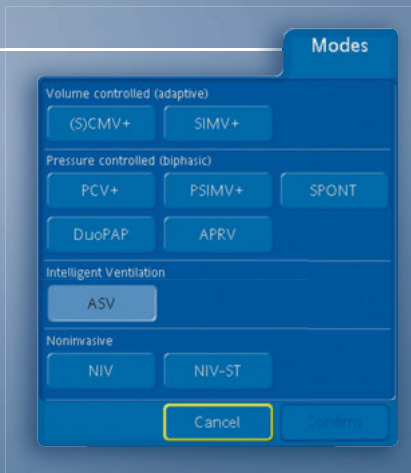 Modes
Volume controlled (adaptive)
(S)CMV+ SIMV+
Pressure controlled (biphasic)
PCV+ PSIMV+ SPONT
DuoPAP APRV
Intelligent Ventilation
ASV
Noninvasive
NIV NIV-ST
Cancel Confirm